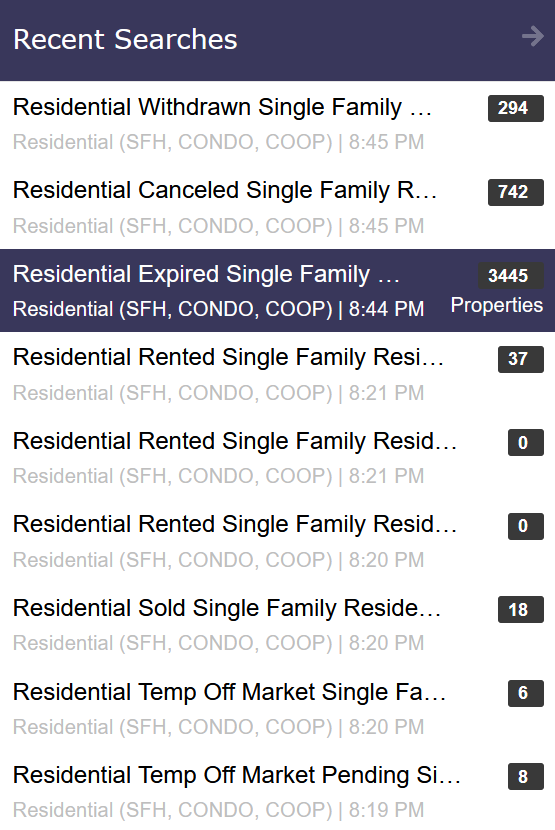 Recent Searches
Residential Withdrawn Single Family … 294
Residential (SFH, CONDO, COOP) | 8:45 PM
Residential Canceled Single Family R… 742
Residential (SFH, CONDO, COOP) | 8:45 PM
Residential Expired Single Family … 3445
Residential (SFH, CONDO, COOP) | 8:44 PM Properties
Residential Rented Single Family Resi… 37
Residential (SFH, CONDO, COOP) | 8:21 PM
Residential Rented Single Family Resid… 0
Residential (SFH, CONDO, COOP) | 8:21 PM
Residential Rented Single Family Resid… 0
Residential (SFH, CONDO, COOP) | 8:20 PM
Residential Sold Single Family Reside… 18
Residential (SFH, CONDO, COOP) | 8:20 PM
Residential Temp Off Market Single Fa… 6
Residential (SFH, CONDO, COOP) | 8:20 PM
Residential Temp Off Market Pending Si… 8
Residential (SFH, CONDO, COOP) | 8:19 PM